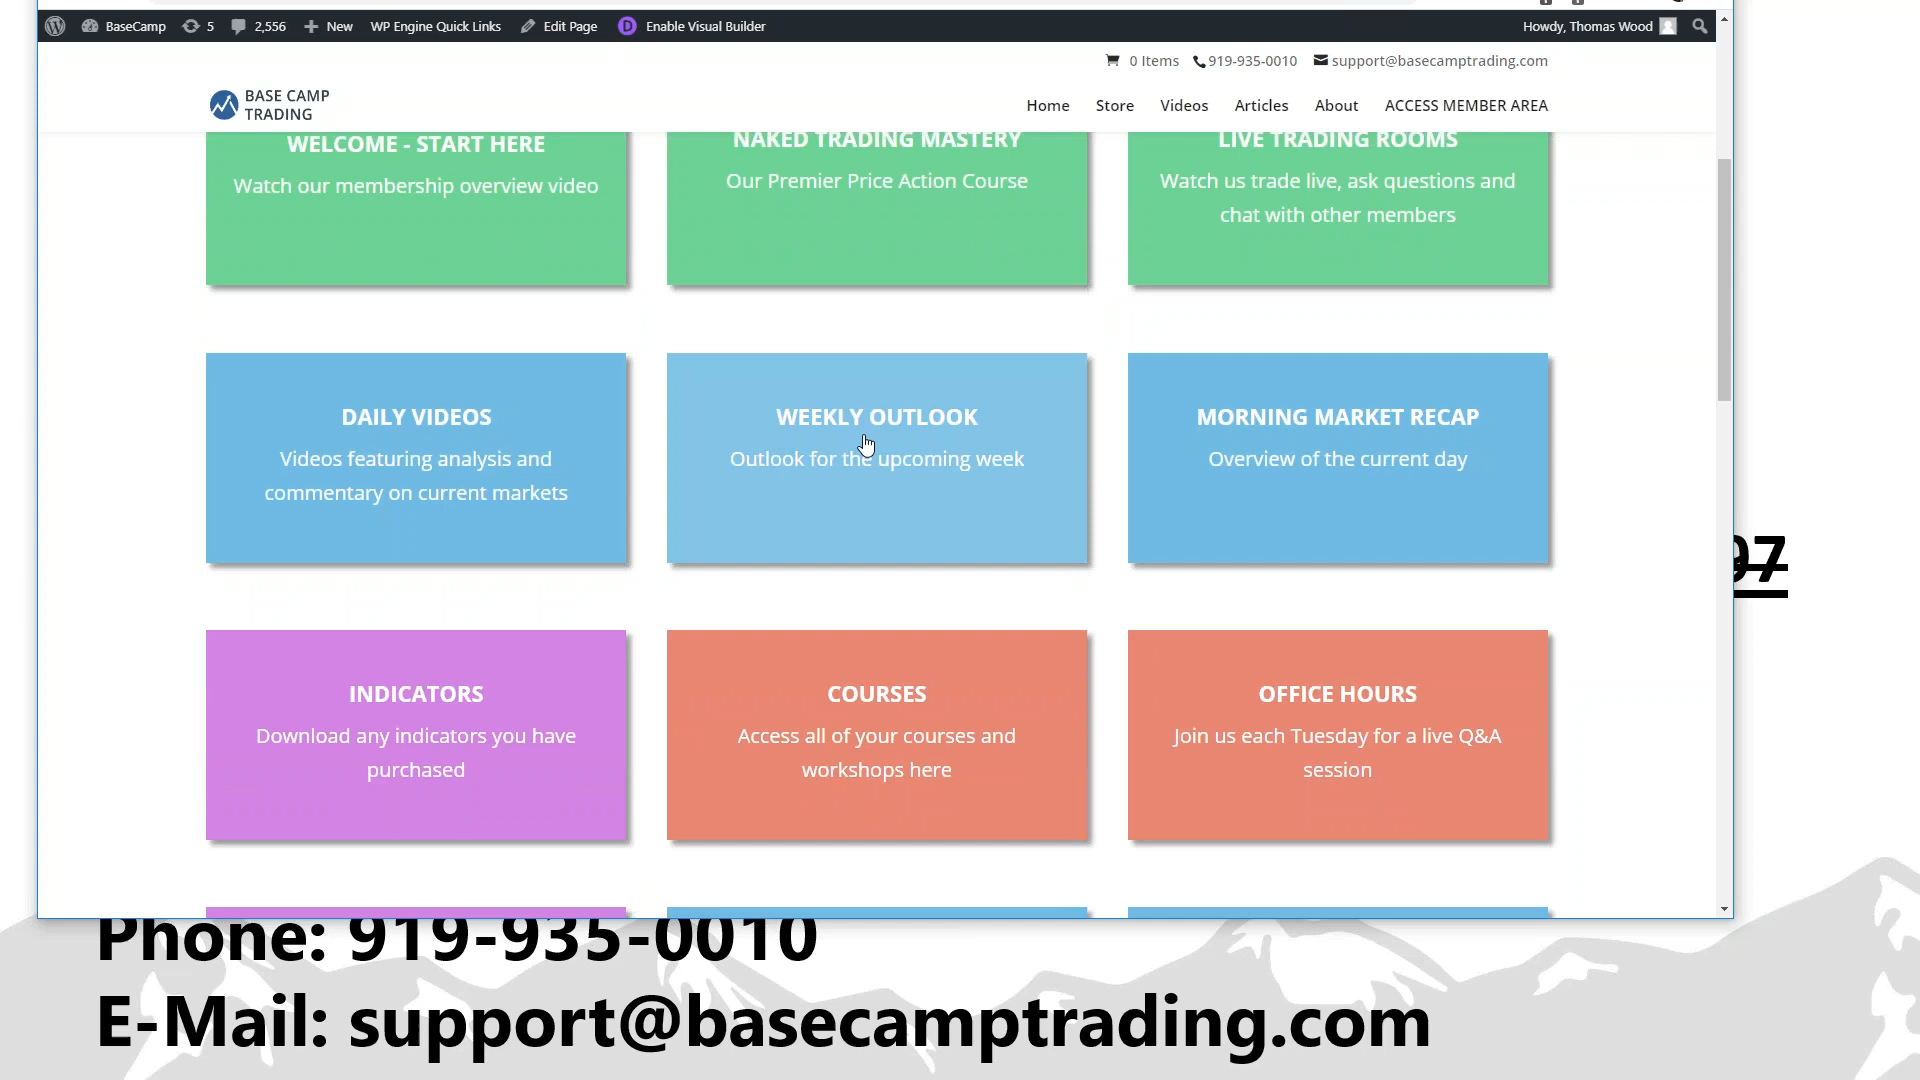 BaseCamp 5 2,556 New WP Engine Quick Links Edit Page D Enable Visual Builder Howdy, Thomas Wood
0 Items 919-935-0010 support@basecamptrading.com
BASE CAMP
TRADING
Home Store Videos Articles About ACCESS MEMBER AREA
WELCOME - START HERE
Watch our membership overview video
NAKED TRADING MASTERY
Our Premier Price Action Course
LIVE TRADING ROOMS
Watch us trade live, ask questions and
chat with other members
DAILY VIDEOS
Videos featuring analysis and
commentary on current markets
WEEKLY OUTLOOK
Outlook for the upcoming week
MORNING MARKET RECAP
Overview of the current day
INDICATORS
Download any indicators you have
purchased
COURSES
Access all of your courses and
workshops here
OFFICE HOURS
Join us each Tuesday for a live Q&A
session
97
Phone: 919-935-0010
E-Mail: support@basecamptrading.com